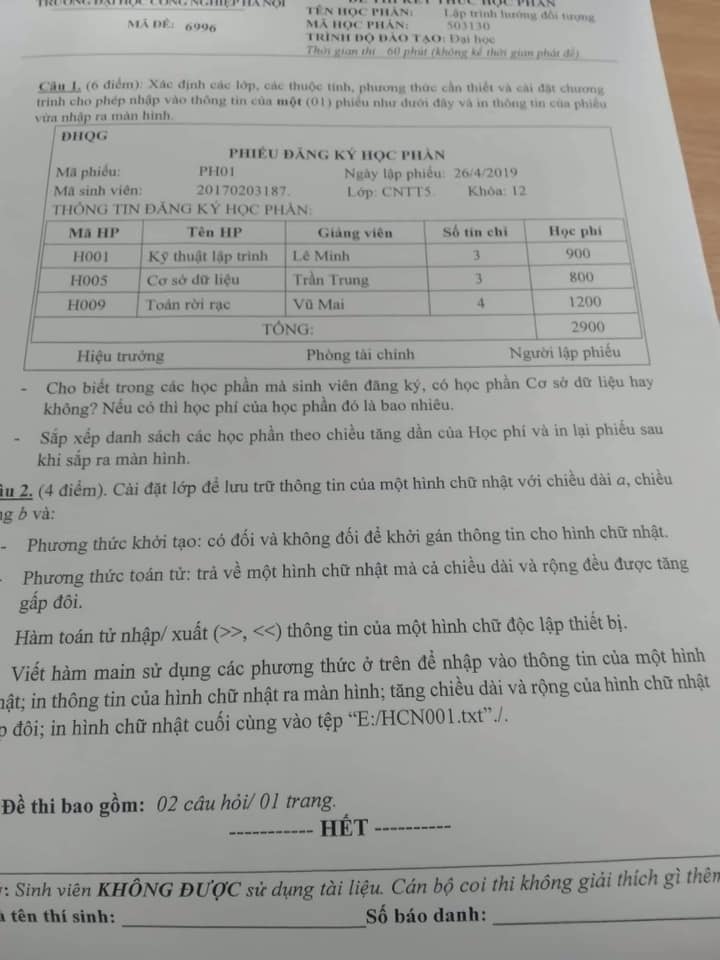 TRƯỜNG ĐẠI HỌC CÔNG NGHIỆP HÀ NỘI
MÃ ĐỀ: 6996
ĐỀ THI KẾT THÚC HỌC PHẦN
TÊN HỌC PHẦN: Lập trình hướng đối tượng
MÃ HỌC PHẦN: 503130
TRÌNH ĐỘ ĐÀO TẠO: Đại học
Thời gian thi 60 phút (không kể thời gian phát đề)
Câu 1. (6 điểm): Xác định các lớp, các thuộc tính, phương thức cần thiết và cài đặt chương
trình cho phép nhập vào thông tin của một (01) phiếu như dưới đây và in thông tin của phiếu
vừa nhập ra màn hình.
ĐHQG
PHIẾU ĐĂNG KÝ HỌC PHẦN
Mã phiếu: PH01 Ngày lập phiếu: 26/4/2019
Mã sinh viên: 20170203187. Lớp: CNTT5. Khóa: 12
THÔNG TIN ĐĂNG KÝ HỌC PHẦN:
Mã HP Tên HP Giảng viên Số tín chỉ Học phí
H001 Kỹ thuật lập trình Lê Minh 3 900
H005 Cơ sở dữ liệu Trần Trung 3 800
H009 Toán rời rạc Vũ Mai 4 1200
TỔNG: 2900
Hiệu trưởng Phòng tài chính Người lập phiếu
- Cho biết trong các học phần mà sinh viên đăng ký, có học phần Cơ sở dữ liệu hay
không? Nếu có thì học phí của học phần đó là bao nhiêu.
- Sắp xếp danh sách các học phần theo chiều tăng dần của Học phí và in lại phiếu sau
khi sắp ra màn hình.
âu 2. (4 điểm). Cài đặt lớp để lưu trữ thông tin của một hình chữ nhật với chiều dài a, chiều
ng b và:
- Phương thức khởi tạo: có đối và không đối để khởi gán thông tin cho hình chữ nhật.
- Phương thức toán tử: trả về một hình chữ nhật mà cả chiều dài và rộng đều được tăng
gấp đôi.
Hàm toán tử nhập/ xuất (>>, <<) thông tin của một hình chữ độc lập thiết bị.
Viết hàm main sử dụng các phương thức ở trên để nhập vào thông tin của một hình
hật; in thông tin của hình chữ nhật ra màn hình; tăng chiều dài và rộng của hình chữ nhật
p đôi; in hình chữ nhật cuối cùng vào tệp “E:/HCN001.txt”./.
Đề thi bao gồm: 02 câu hỏi/ 01 trang.
----------- HẾT ----------
: Sinh viên KHÔNG ĐƯỢC sử dụng tài liệu. Cán bộ coi thi không giải thích gì thêm
à tên thí sinh: Số báo danh: